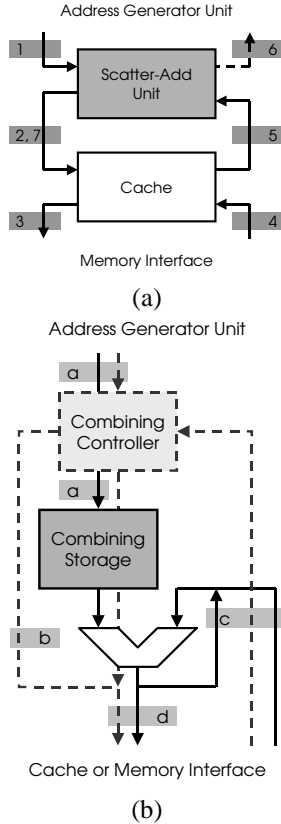 Address Generator Unit
1
6
Scatter-Add
Unit
2, 7
5
Cache
3
4
Memory Interface
(a)
Address Generator Unit
a
Combining
Controller
a
Combining
Storage
b
c
d
Cache or Memory Interface
(b)